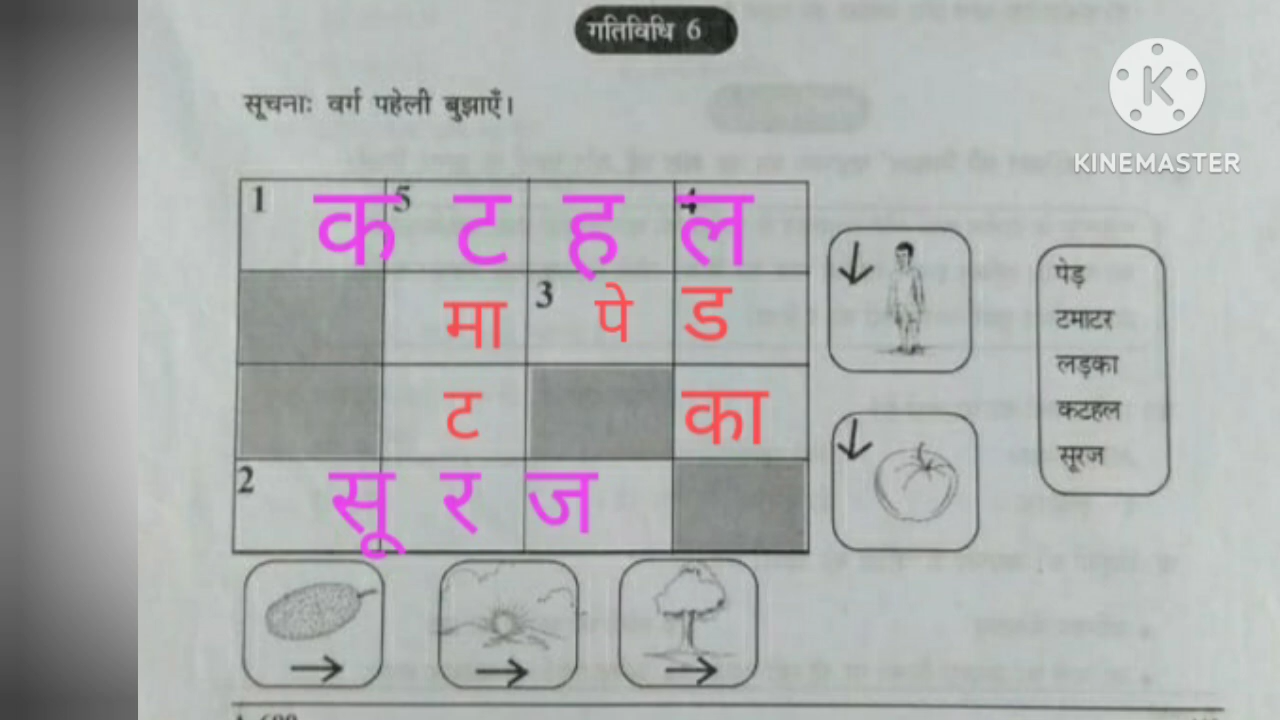 गतिविधि 6
सूचनाः वर्ग पहेली बुझाएँ।
KINEMASTER
1 क 5 ट ह 4 ल
मा 3 पे ड
ट का
2 सू र ज
पेड़
टमाटर
लड़का
कटहल
सूरज